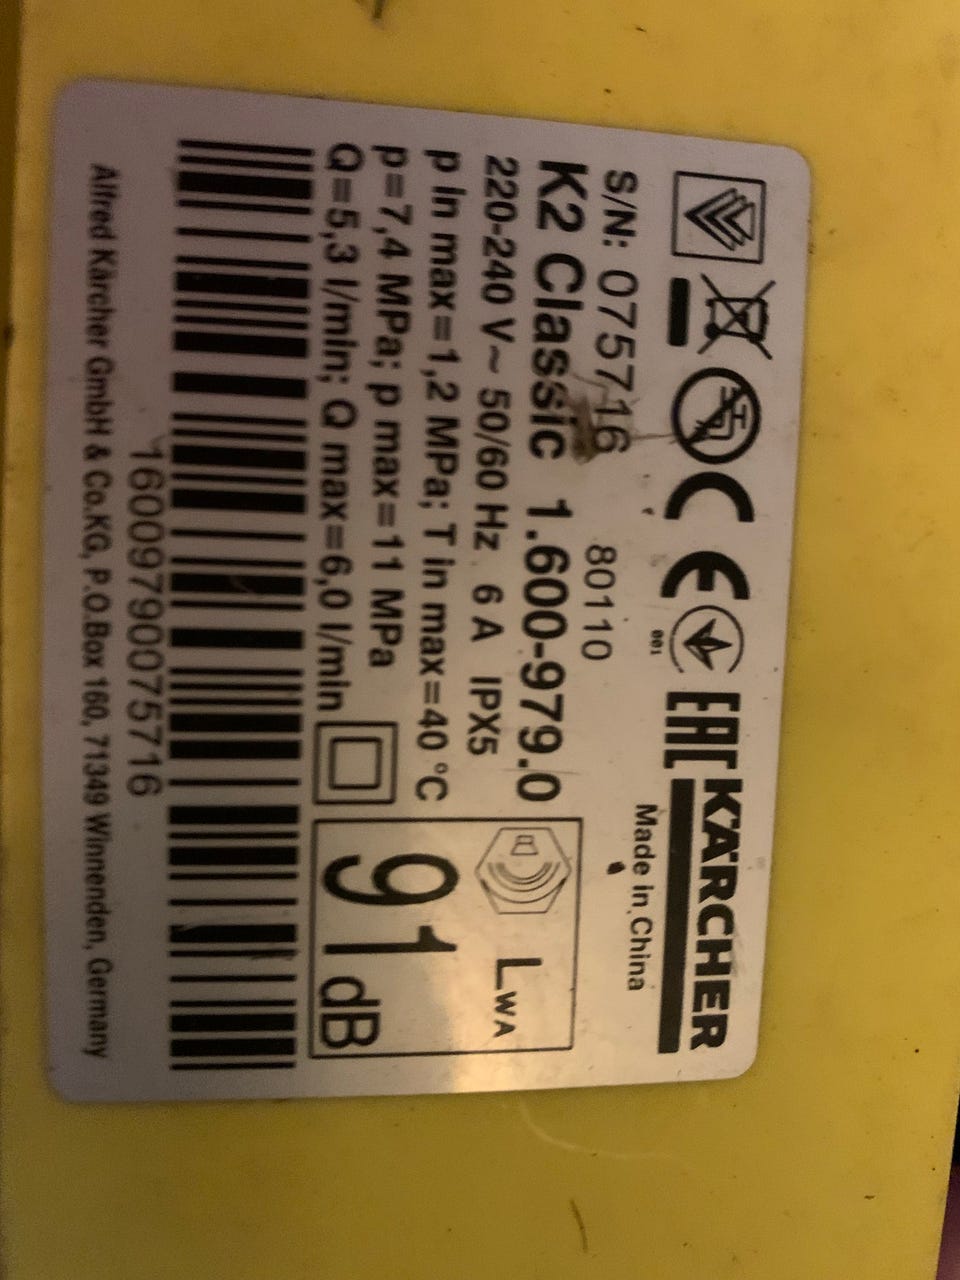 KÄRCHER
Made in China
001
S/N: 075716
80110
K2 Classic 1.600-979.0
220-240 V~ 50/60 Hz 6 A IPX5
p in max=1,2 MPa; T in max=40 °C
p=7,4 MPa; p max=11 MPa
Q=5,3 l/min; Q max=6,0 l/min
LWA
91 dB
16009790075716
Alfred Kärcher GmbH & Co.KG, P.O.Box 160, 71349 Winnenden, Germany